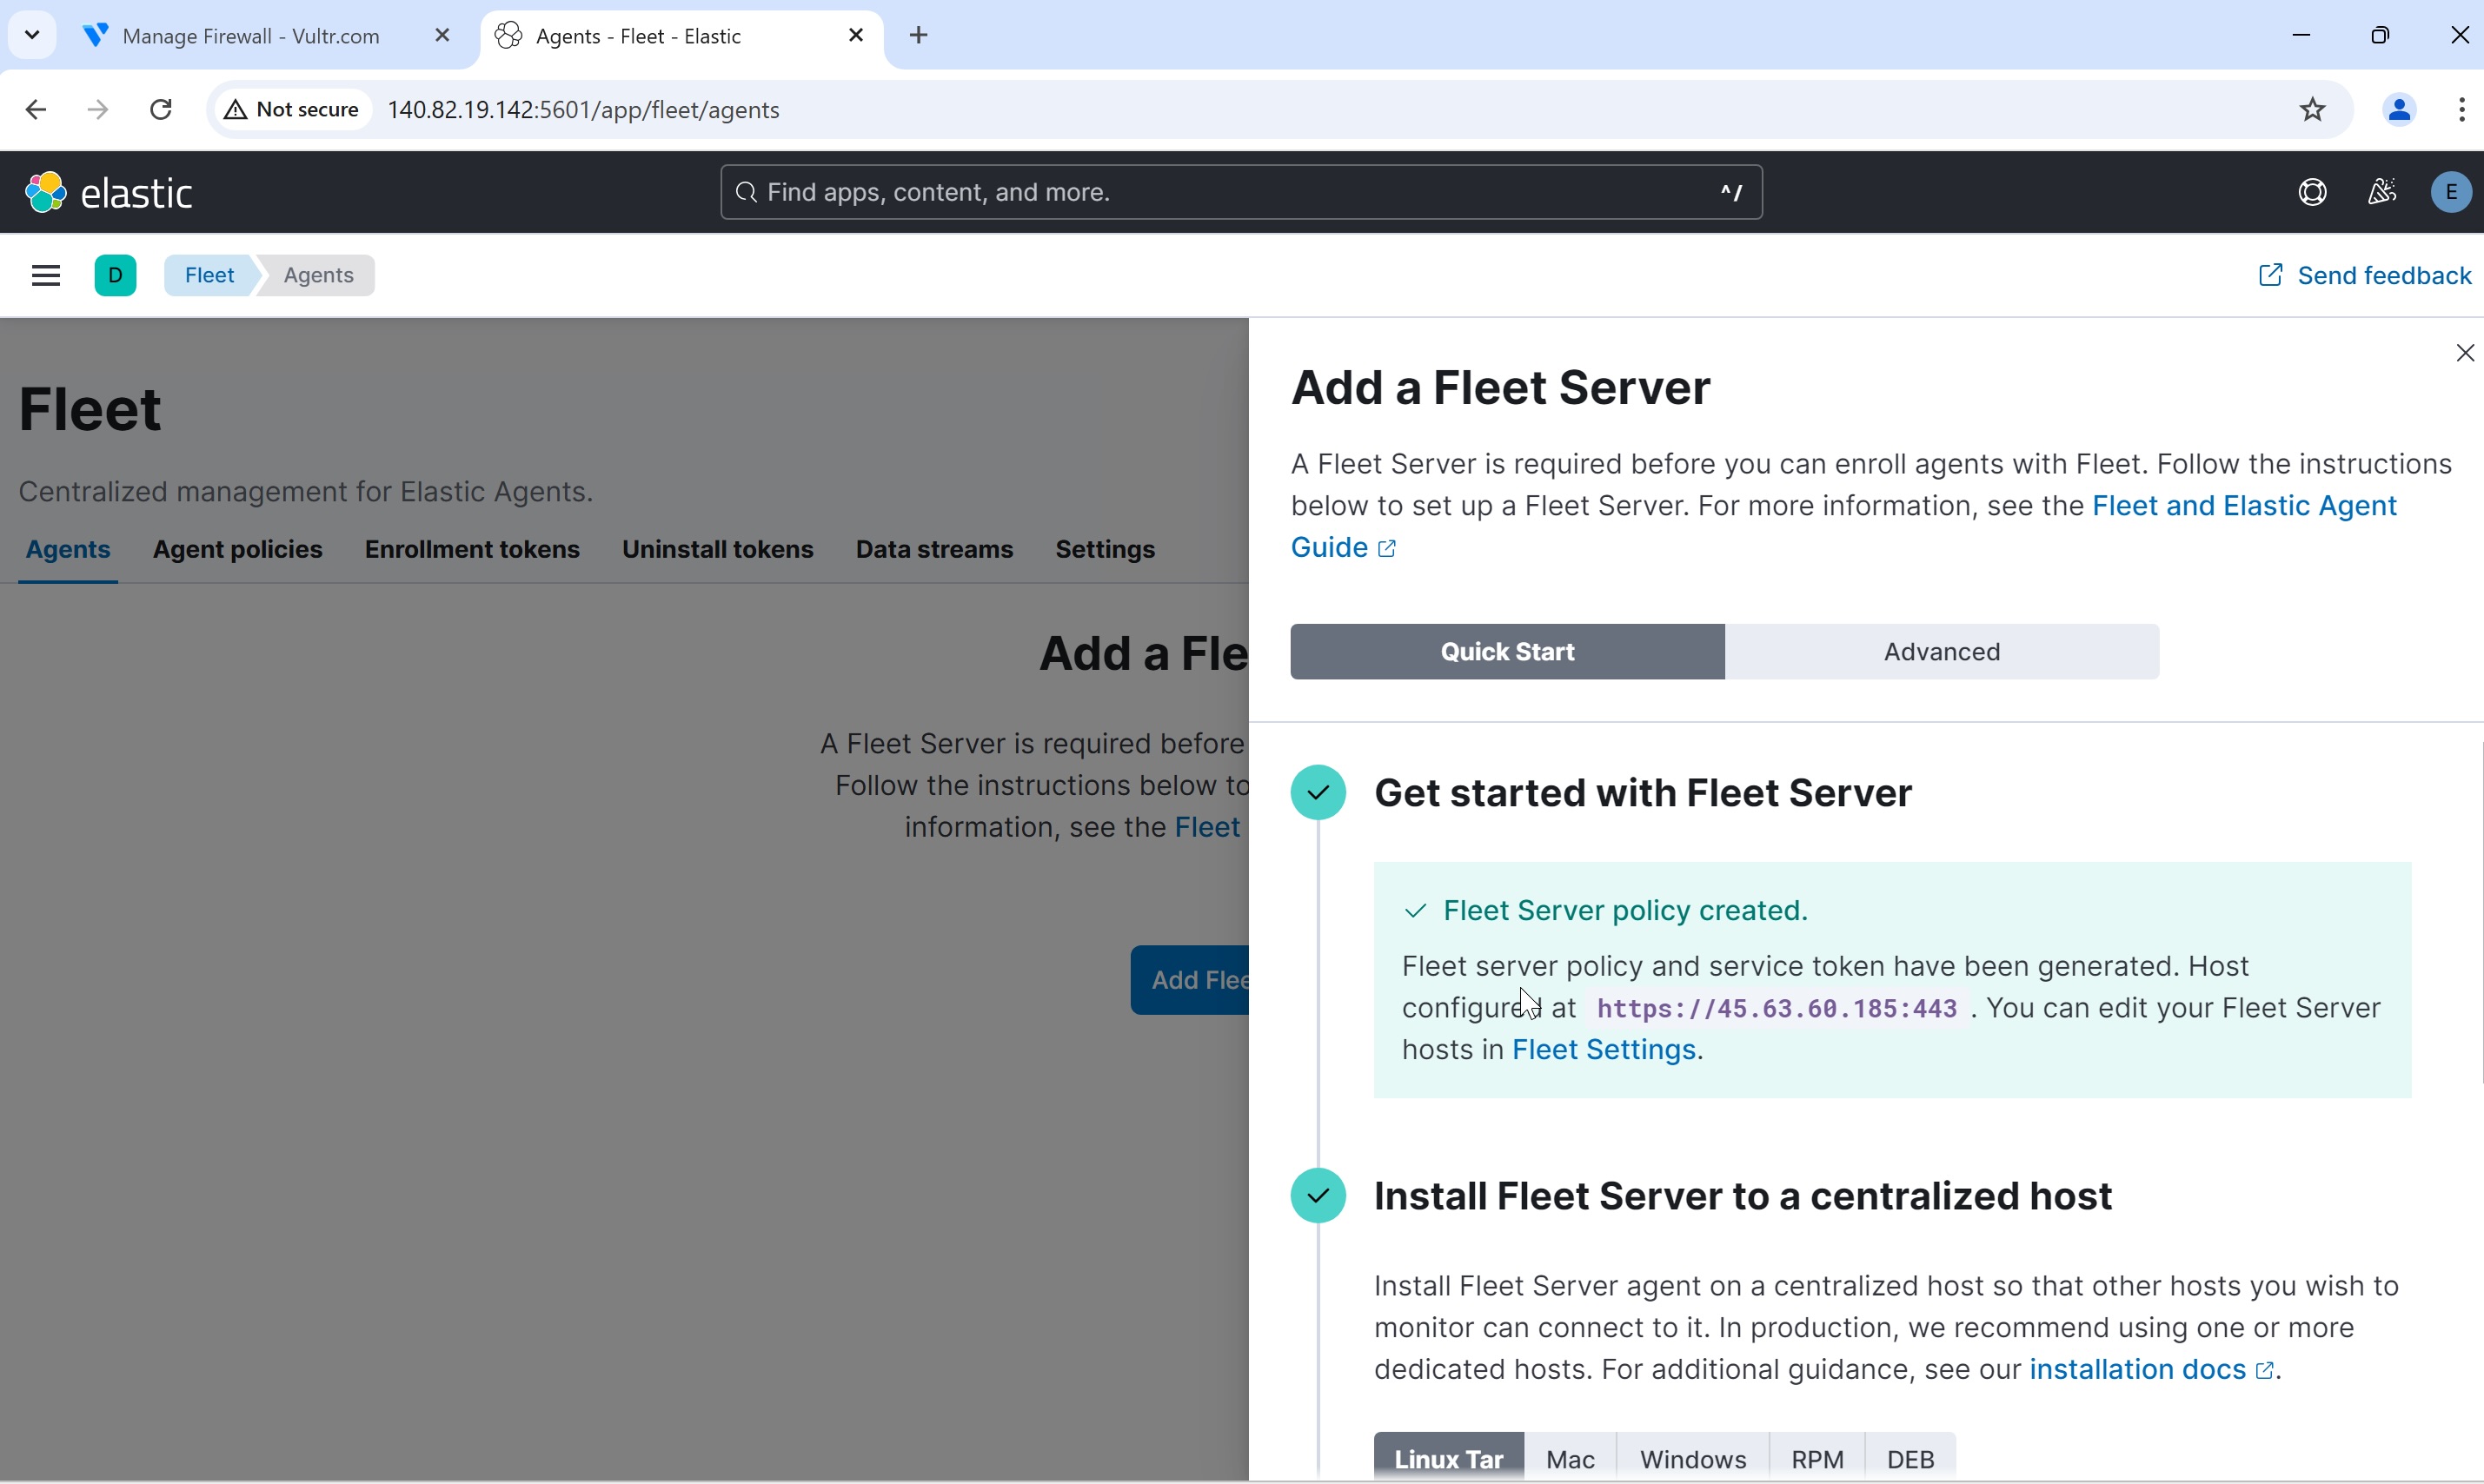 Manage Firewall - Vultr.com
Agents - Fleet - Elastic
Not secure
140.82.19.142:5601/app/fleet/agents
elastic
Find apps, content, and more.
^/
E
D
Fleet
Agents
Send feedback
Fleet
Centralized management for Elastic Agents.
Agents
Agent policies
Enrollment tokens
Uninstall tokens
Data streams
Settings
Add a Fle
A Fleet Server is required before
Follow the instructions below to
information, see the Fleet
Add Flee
Add a Fleet Server
A Fleet Server is required before you can enroll agents with Fleet. Follow the instructions
below to set up a Fleet Server. For more information, see the Fleet and Elastic Agent
Guide
Quick Start
Advanced
Get started with Fleet Server
Fleet Server policy created.
Fleet server policy and service token have been generated. Host
configured at https://45.63.60.185:443 . You can edit your Fleet Server
hosts in Fleet Settings.
Install Fleet Server to a centralized host
Install Fleet Server agent on a centralized host so that other hosts you wish to
monitor can connect to it. In production, we recommend using one or more
dedicated hosts. For additional guidance, see our installation docs .
Linux Tar
Mac
Windows
RPM
DEB